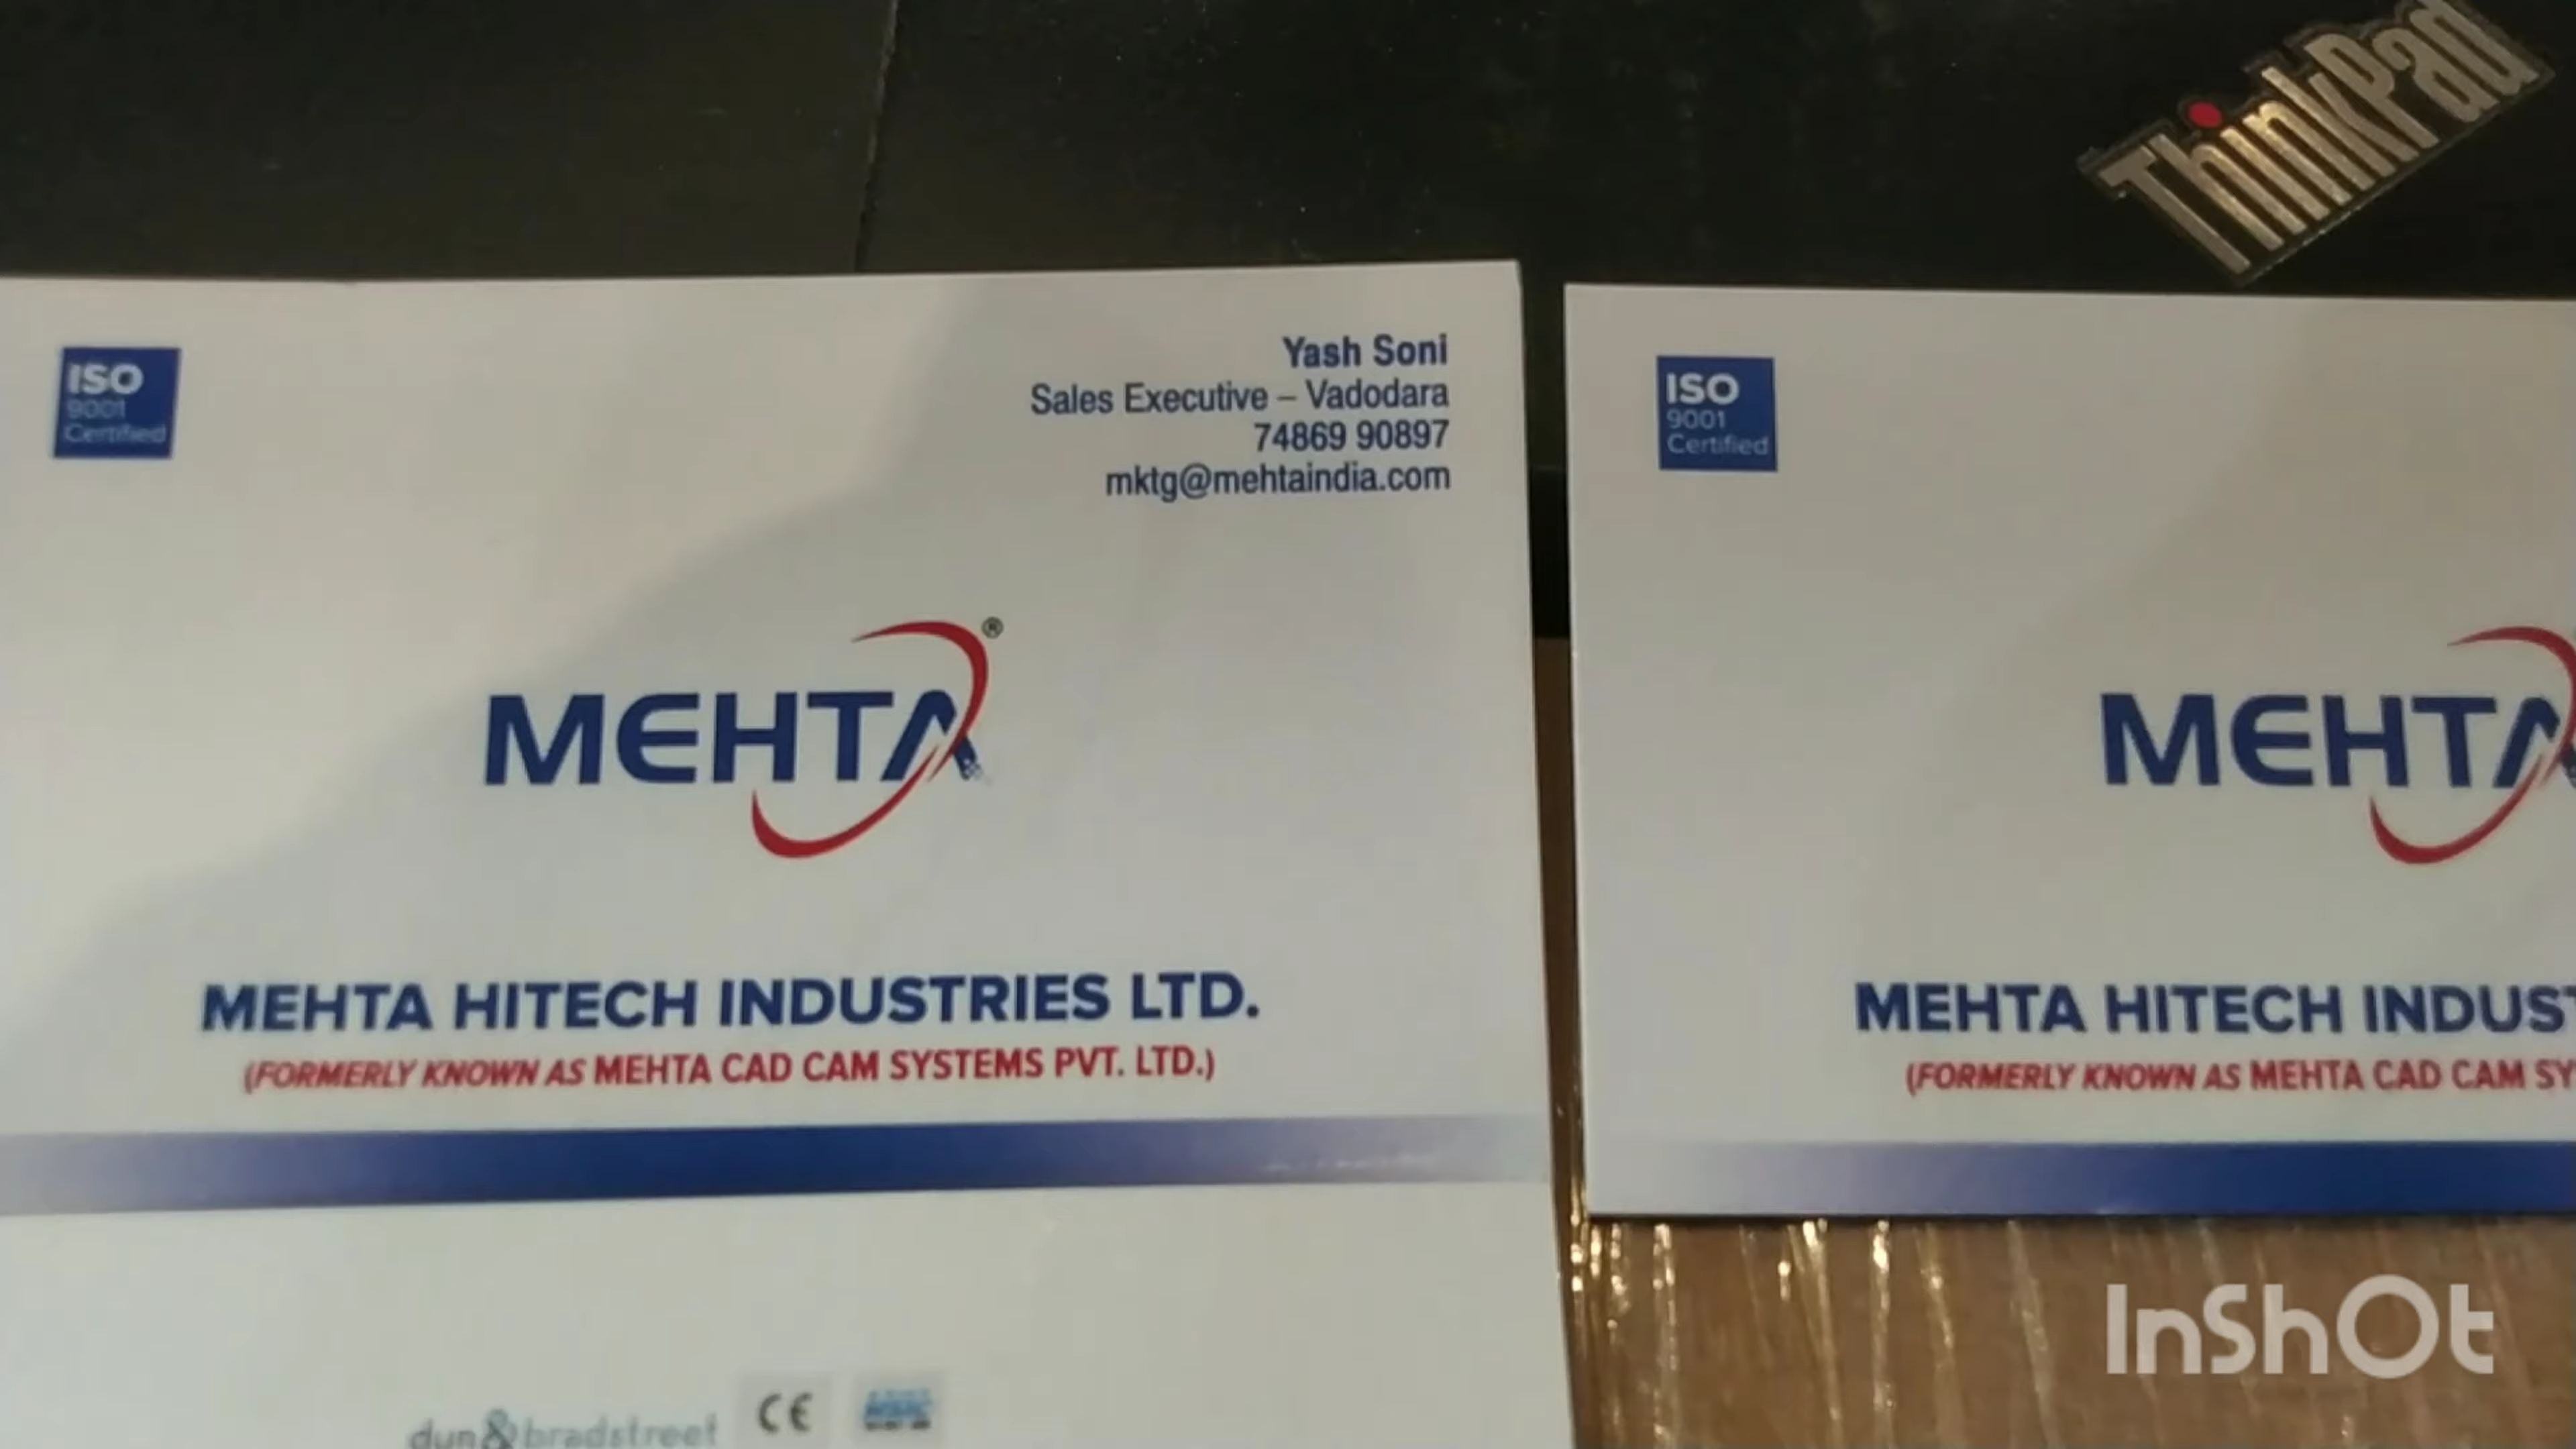 ThinkPad
ISO
9001
Certified
Yash Soni
Sales Executive – Vadodara
74869 90897
mktg@mehtaindia.com
MEHTA®
MEHTA HITECH INDUSTRIES LTD.
(FORMERLY KNOWN AS MEHTA CAD CAM SYSTEMS PVT. LTD.)
dun&bradstreet
CE
ISO
9001
Certified
MEHTA
MEHTA HITECH INDUST
(FORMERLY KNOWN AS MEHTA CAD CAM SY
InShOt